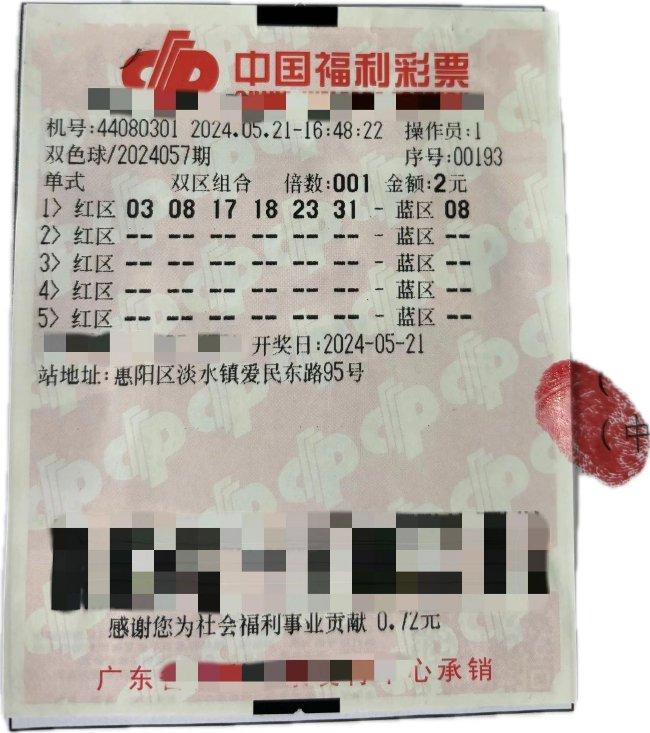 中国福利彩票
机号:44080301 2024.05.21-16:48:22 操作员:1
双色球/2024057期 序号:00193
单式 双区组合 倍数:001 金额:2元
1> 红区 03 08 17 18 23 31 - 蓝区 08
2> 红区 -- -- -- -- -- -- - 蓝区 --
3> 红区 -- -- -- -- -- -- - 蓝区 --
4> 红区 -- -- -- -- -- -- - 蓝区 --
5> 红区 -- -- -- -- -- -- - 蓝区 --
开奖日:2024-05-21
站地址:惠阳区淡水镇爱民东路95号
中
感谢您为社会福利事业贡献 0.72元
广东 心承销